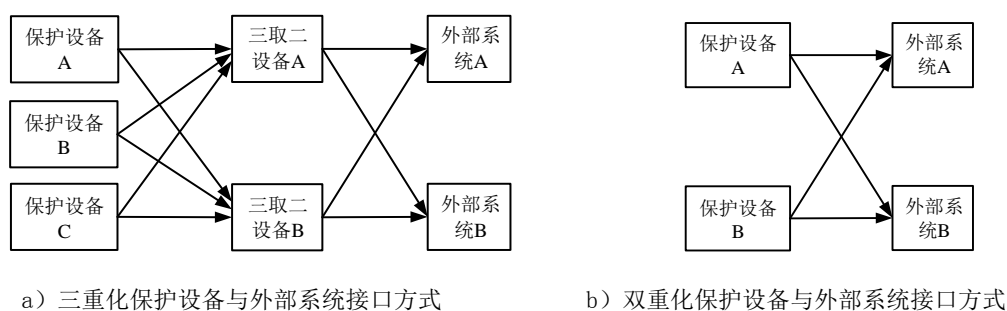 保护设备
A
保护设备
B
保护设备
C
三取二
设备A
三取二
设备B
外部系
统A
外部系
统B
a）三重化保护设备与外部系统接口方式
保护设备
A
保护设备
B
外部系
统A
外部系
统B
b）双重化保护设备与外部系统接口方式